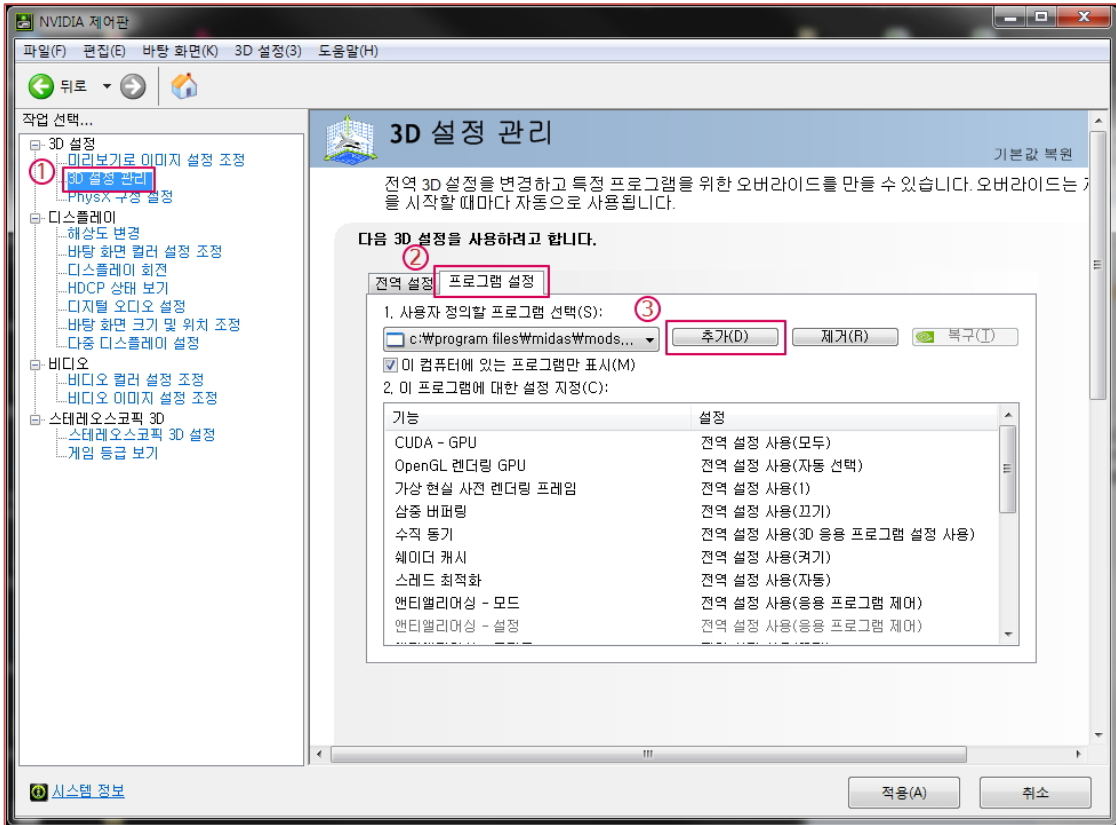 NVIDIA 제어판
파일(F) 편집(E) 바탕 화면(K) 3D 설정(3) 도움말(H)
뒤로
작업 선택...
3D 설정
미리보기로 이미지 설정 조정
① 3D 설정 관리
PhysX 구성 설정
디스플레이
해상도 변경
바탕 화면 컬러 설정 조정
디스플레이 회전
HDCP 상태 보기
디지털 오디오 설정
바탕 화면 크기 및 위치 조정
다중 디스플레이 설정
비디오
비디오 컬러 설정 조정
비디오 이미지 설정 조정
스테레오스코픽 3D
스테레오스코픽 3D 설정
게임 등급 보기
시스템 정보
3D 설정 관리
기본값 복원
전역 3D 설정을 변경하고 특정 프로그램을 위한 오버라이드를 만들 수 있습니다. 오버라이드는
을 시작할 때마다 자동으로 사용됩니다.
다음 3D 설정을 사용하려고 합니다.
②
전역 설정 프로그램 설정
1. 사용자 정의할 프로그램 선택(S): ③
c:\program files\midas\mods... 추가(D) 제거(R) 복구(T)
이 컴퓨터에 있는 프로그램만 표시(M)
2. 이 프로그램에 대한 설정 지정(C):
기능 설정
CUDA - GPU 전역 설정 사용(모두)
OpenGL 렌더링 GPU 전역 설정 사용(자동 선택)
가상 현실 사전 렌더링 프레임 전역 설정 사용(1)
삼중 버퍼링 전역 설정 사용(끄기)
수직 동기 전역 설정 사용(3D 응용 프로그램 설정 사용)
쉐이더 캐시 전역 설정 사용(켜기)
스레드 최적화 전역 설정 사용(자동)
앤티앨리어싱 - 모드 전역 설정 사용(응용 프로그램 제어)
앤티앨리어싱 - 설정 전역 설정 사용(응용 프로그램 제어)
적용(A) 취소